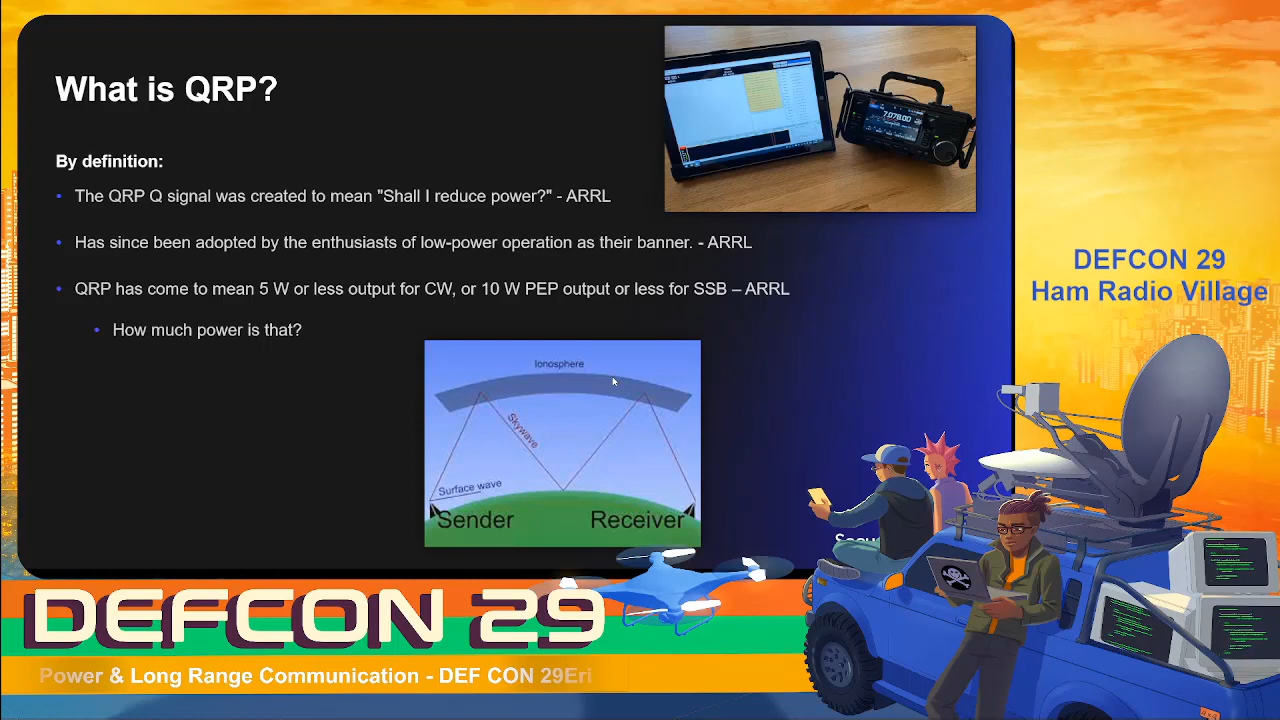 What is QRP?
By definition:
• The QRP Q signal was created to mean "Shall I reduce power?" - ARRL
• Has since been adopted by the enthusiasts of low-power operation as their banner. - ARRL
• QRP has come to mean 5 W or less output for CW, or 10 W PEP output or less for SSB – ARRL
• How much power is that?
7.078.00
Ionosphere
Skywave
Surface wave
Sender
Receiver
DEFCON 29
Ham Radio Village
DEFCON 29
Power & Long Range Communication - DEF CON 29Eri
4x4